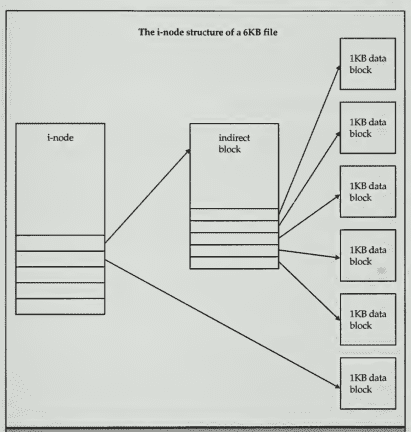 The i-node structure of a 6KB file
i-node
indirect
block
1KB data
block
1KB data
block
1KB data
block
1KB data
block
1KB data
block
1KB data
block